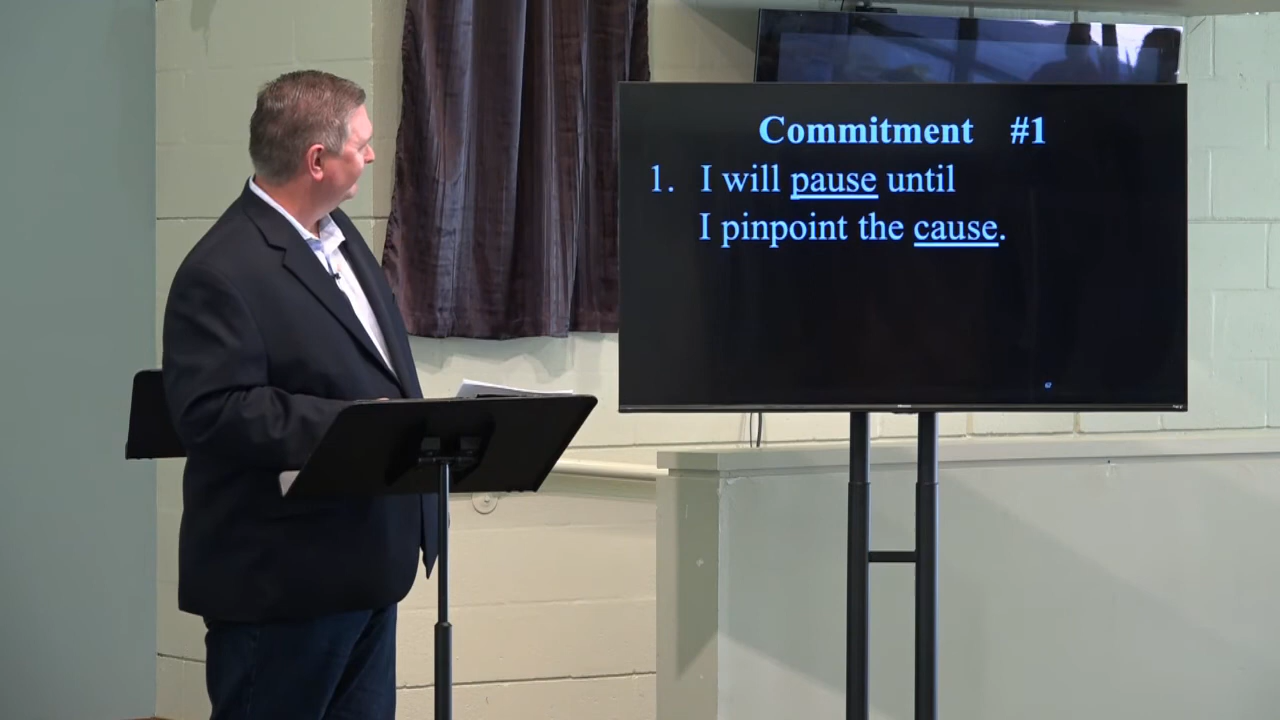 Commitment #1
1. I will pause until
I pinpoint the cause.